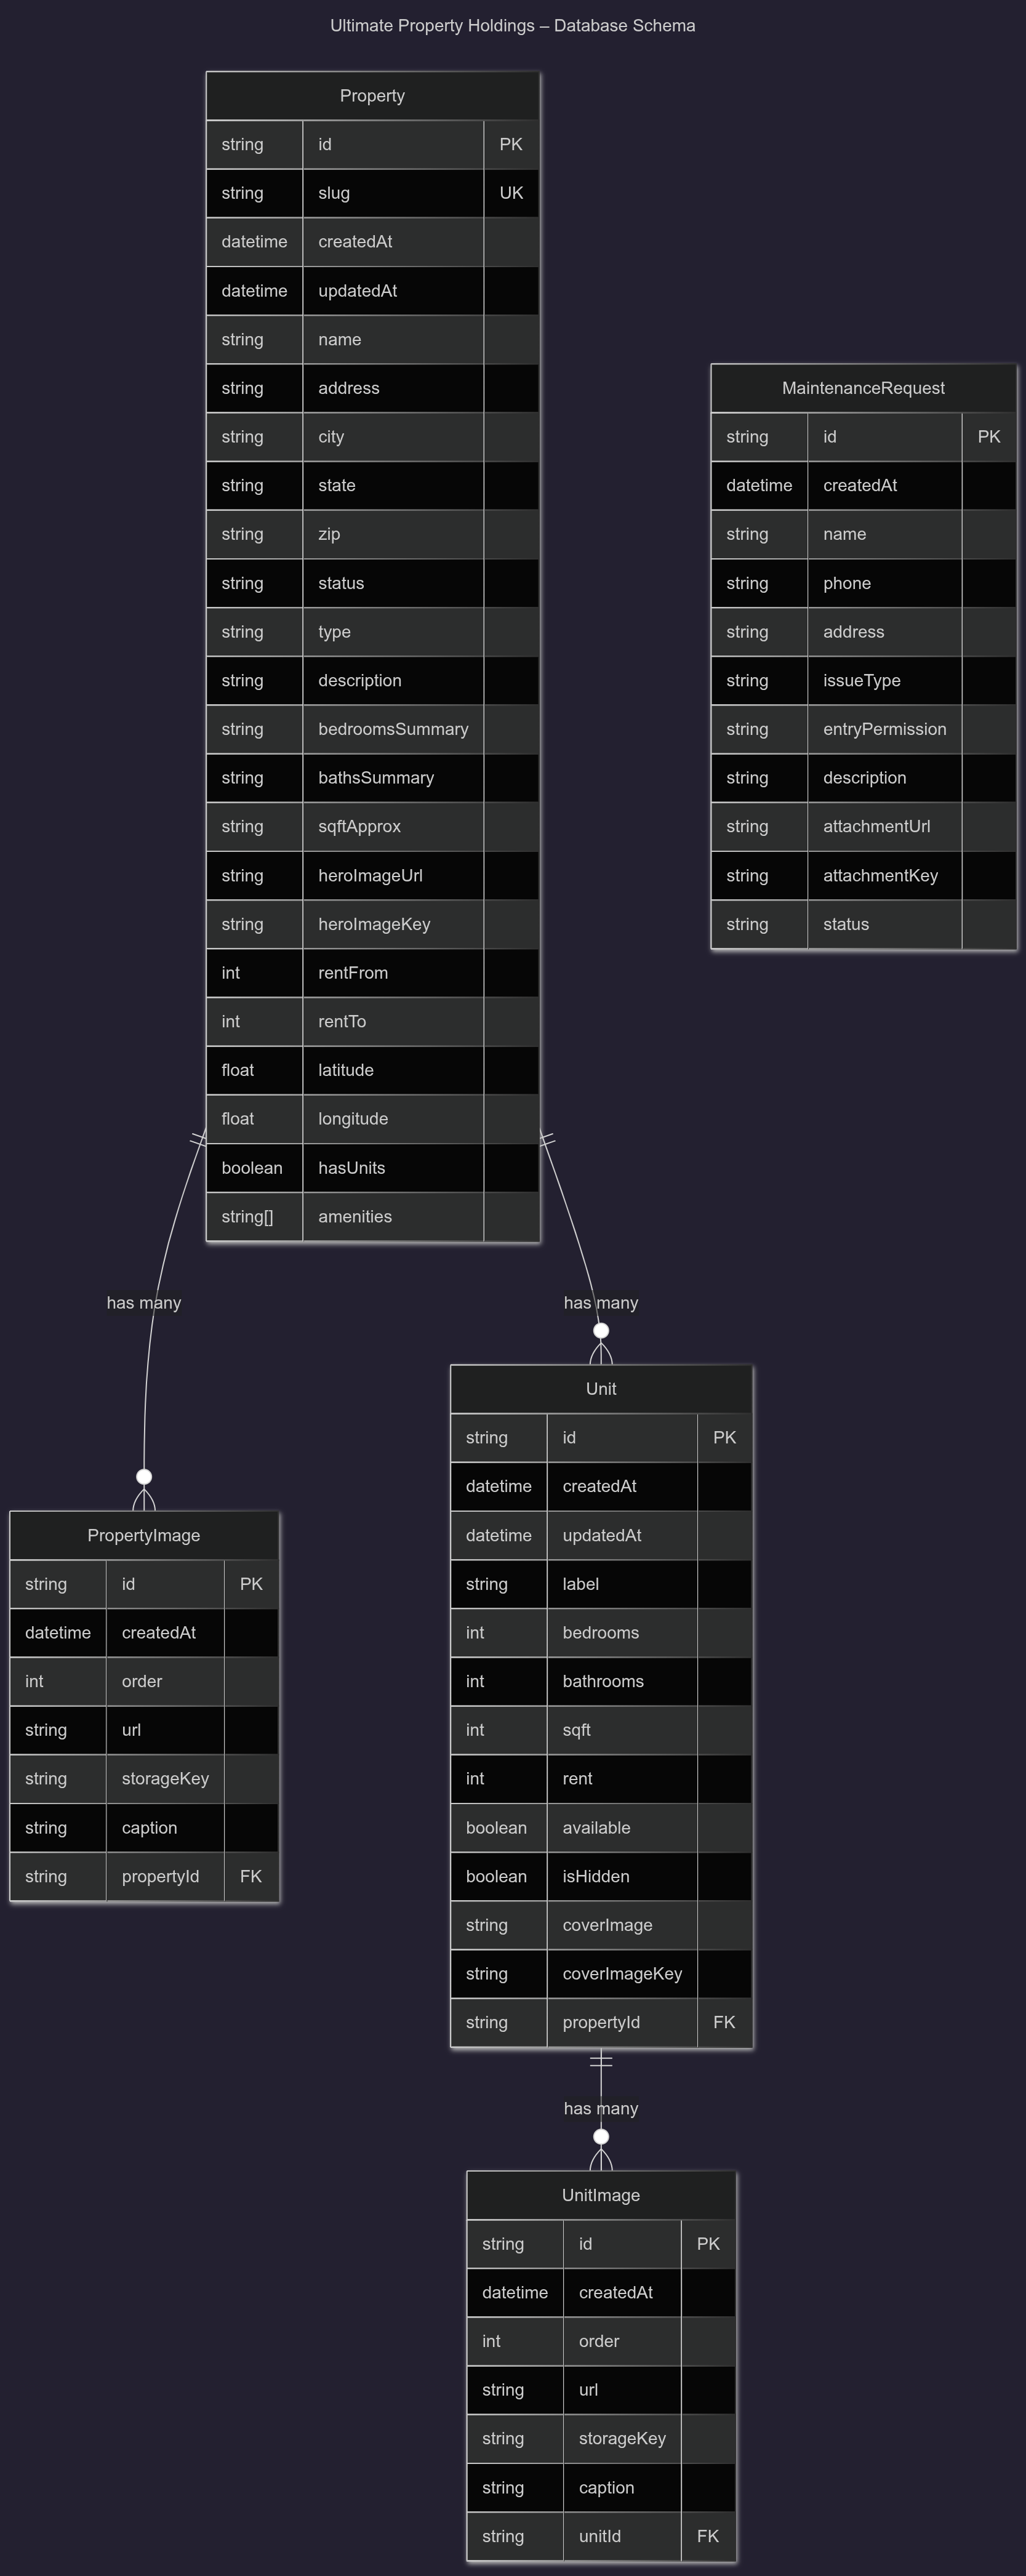 Ultimate Property Holdings – Database Schema
Property
string id PK
string slug UK
datetime createdAt
datetime updatedAt
string name
string address
string city
string state
string zip
string status
string type
string description
string bedroomsSummary
string bathsSummary
string sqftApprox
string heroImageUrl
string heroImageKey
int rentFrom
int rentTo
float latitude
float longitude
boolean hasUnits
string[] amenities
MaintenanceRequest
string id PK
datetime createdAt
string name
string phone
string address
string issueType
string entryPermission
string description
string attachmentUrl
string attachmentKey
string status
has many
has many
PropertyImage
string id PK
datetime createdAt
int order
string url
string storageKey
string caption
string propertyId FK
Unit
string id PK
datetime createdAt
datetime updatedAt
string label
int bedrooms
int bathrooms
int sqft
int rent
boolean available
boolean isHidden
string coverImage
string coverImageKey
string propertyId FK
has many
UnitImage
string id PK
datetime createdAt
int order
string url
string storageKey
string caption
string unitId FK